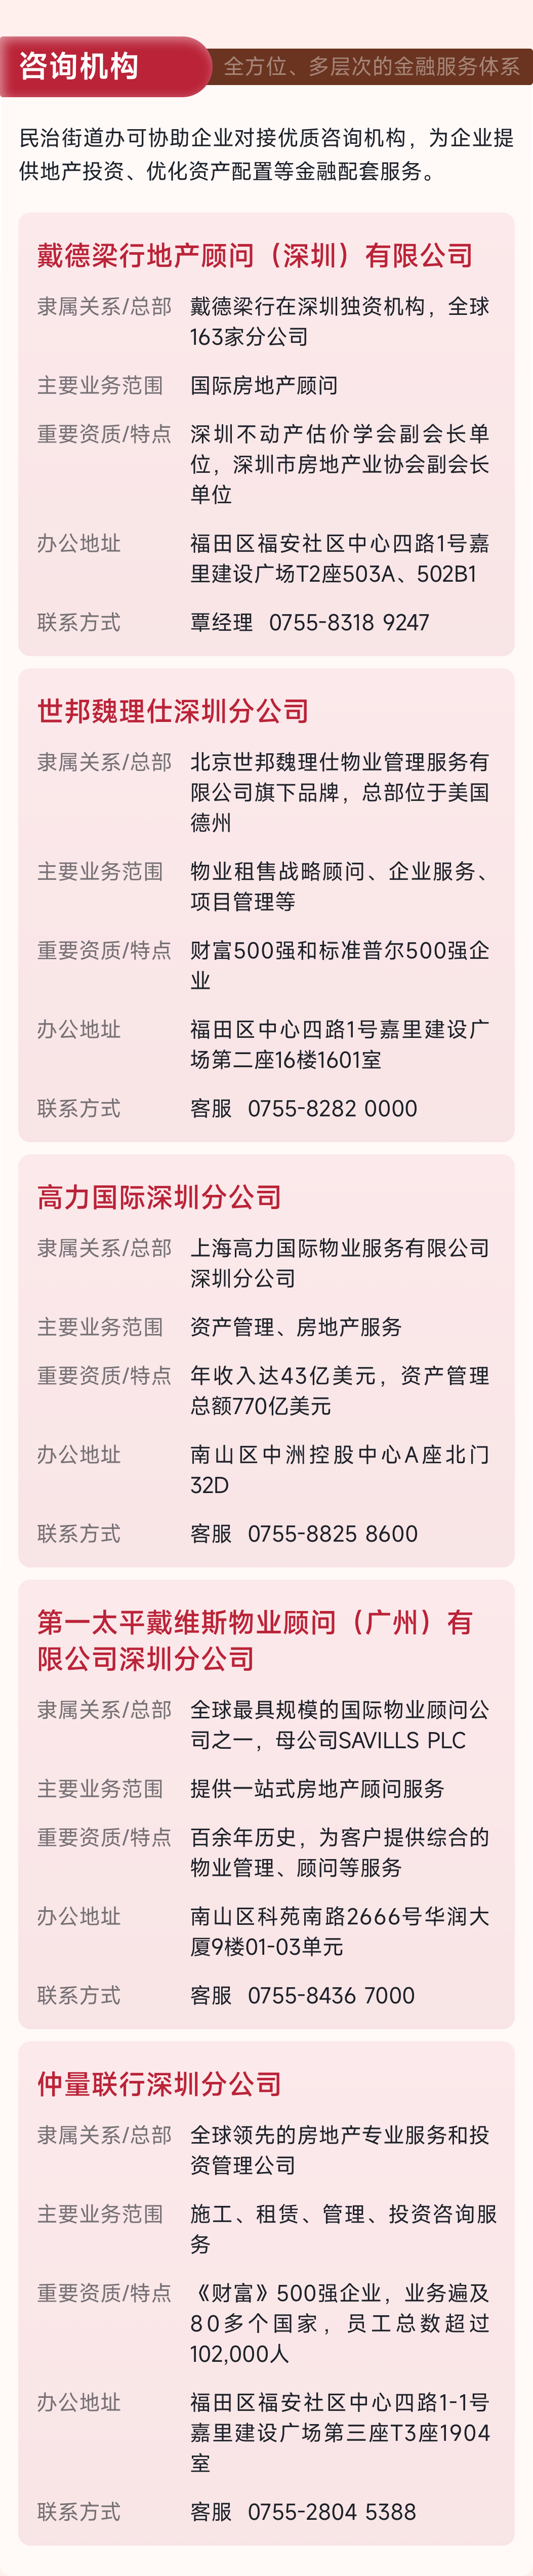 咨询机构
全方位、多层次的金融服务体系
民治街道办可协助企业对接优质咨询机构，为企业提
供地产投资、优化资产配置等金融配套服务。
戴德梁行地产顾问（深圳）有限公司
隶属关系/总部 戴德梁行在深圳独资机构，全球
163家分公司
主要业务范围 国际房地产顾问
重要资质/特点 深圳不动产估价学会副会长单
位，深圳市房地产业协会副会长
单位
办公地址 福田区福安社区中心四路1号嘉
里建设广场T2座503A、502B1
联系方式 覃经理 0755-8318 9247
世邦魏理仕深圳分公司
隶属关系/总部 北京世邦魏理仕物业管理服务有
限公司旗下品牌，总部位于美国
德州
主要业务范围 物业租售战略顾问、企业服务、
项目管理等
重要资质/特点 财富500强和标准普尔500强企
业
办公地址 福田区中心四路1号嘉里建设广
场第二座16楼1601室
联系方式 客服 0755-8282 0000
高力国际深圳分公司
隶属关系/总部 上海高力国际物业服务有限公司
深圳分公司
主要业务范围 资产管理、房地产服务
重要资质/特点 年收入达43亿美元，资产管理
总额770亿美元
办公地址 南山区中洲控股中心A座北门
32D
联系方式 客服 0755-8825 8600
第一太平戴维斯物业顾问（广州）有
限公司深圳分公司
隶属关系/总部 全球最具规模的国际物业顾问公
司之一，母公司SAVILLS PLC
主要业务范围 提供一站式房地产顾问服务
重要资质/特点 百余年历史，为客户提供综合的
物业管理、顾问等服务
办公地址 南山区科苑南路2666号华润大
厦9楼01-03单元
联系方式 客服 0755-8436 7000
仲量联行深圳分公司
隶属关系/总部 全球领先的房地产专业服务和投
资管理公司
主要业务范围 施工、租赁、管理、投资咨询服
务
重要资质/特点 《财富》500强企业，业务遍及
80多个国家，员工总数超过
102,000人
办公地址 福田区福安社区中心四路1-1号
嘉里建设广场第三座T3座1904
室
联系方式 客服 0755-2804 5388